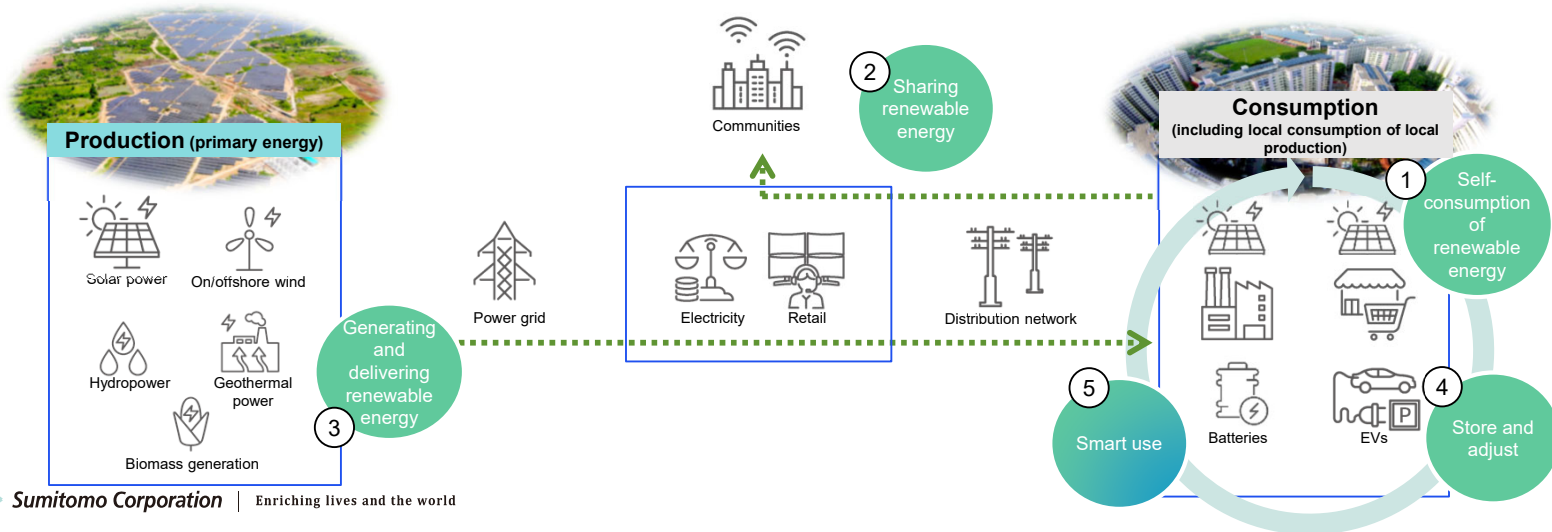 Production (primary energy)
Solar power
On/offshore wind
Hydropower
Geothermal
power
Biomass generation
3
Generating
and
delivering
renewable
energy
Power grid
Communities
2
Sharing
renewable
energy
Electricity
Retail
Distribution network
Consumption
(including local consumption of local
production)
1
Self-
consumption
of
renewable
energy
Batteries
EVs
P
4
Store and
adjust
5
Smart use
Sumitomo Corporation
Enriching lives and the world